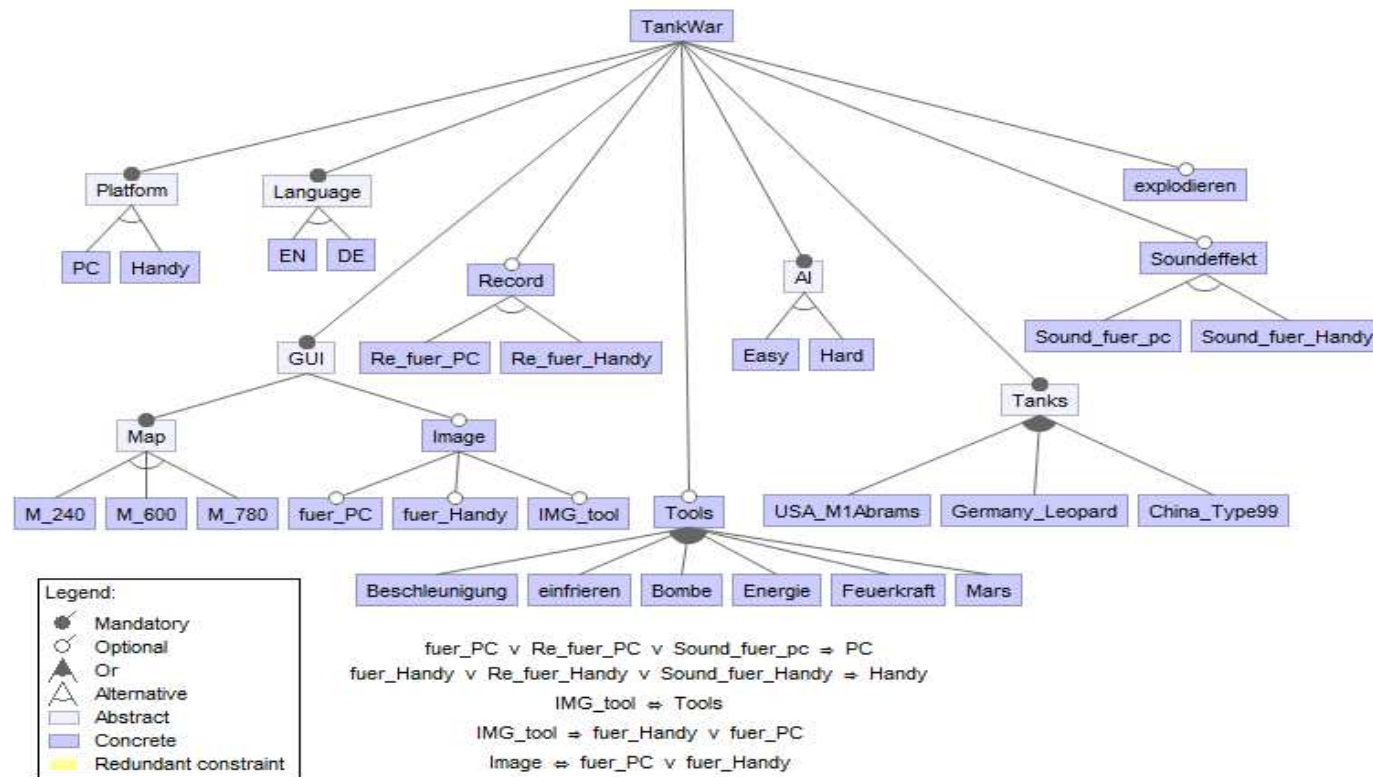 TankWar
Platform
Language
explodieren
PC
Handy
EN
DE
Record
AI
Soundeffekt
GUI
Re_fuer_PC
Re_fuer_Handy
Easy
Hard
Sound_fuer_pc
Sound_fuer_Handy
Map
Image
Tanks
M_240
M_600
M_780
fuer_PC
fuer_Handy
IMG_tool
Tools
USA_M1Abrams
Germany_Leopard
China_Type99
Beschleunigung
einfrieren
Bombe
Energie
Feuerkraft
Mars
Legend:
Mandatory
Optional
Or
Alternative
Abstract
Concrete
Redundant constraint
fuer_PC ∨ Re_fuer_PC ∨ Sound_fuer_pc ⇒ PC
fuer_Handy ∨ Re_fuer_Handy ∨ Sound_fuer_Handy ⇒ Handy
IMG_tool ⇔ Tools
IMG_tool ⇒ fuer_Handy ∨ fuer_PC
Image ⇔ fuer_PC ∨ fuer_Handy